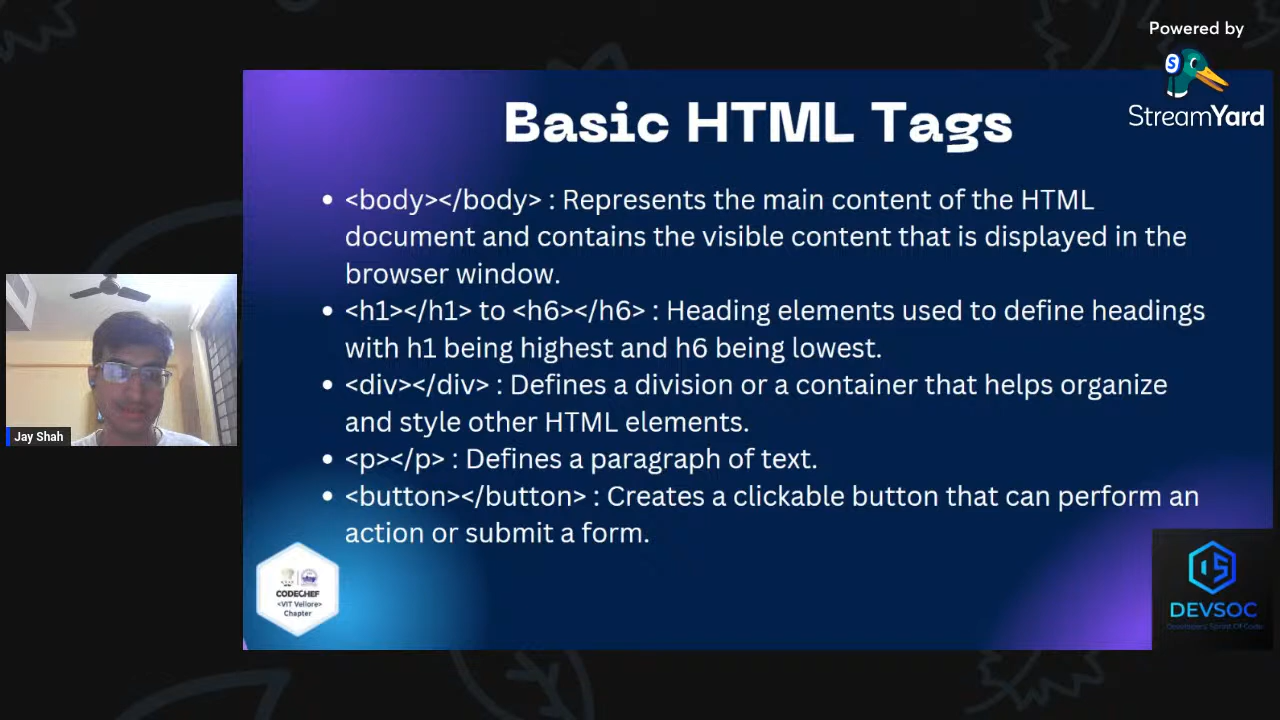 Powered by
StreamYard
Basic HTML Tags
• <body></body> : Represents the main content of the HTML
document and contains the visible content that is displayed in the
browser window.
• <h1></h1> to <h6></h6> : Heading elements used to define headings
with h1 being highest and h6 being lowest.
• <div></div> : Defines a division or a container that helps organize
and style other HTML elements.
• <p></p> : Defines a paragraph of text.
• <button></button> : Creates a clickable button that can perform an
action or submit a form.
Jay Shah
CODECHEF
<VIT Vellore>
Chapter
DEVSOC
Developers' Sprint Of Code